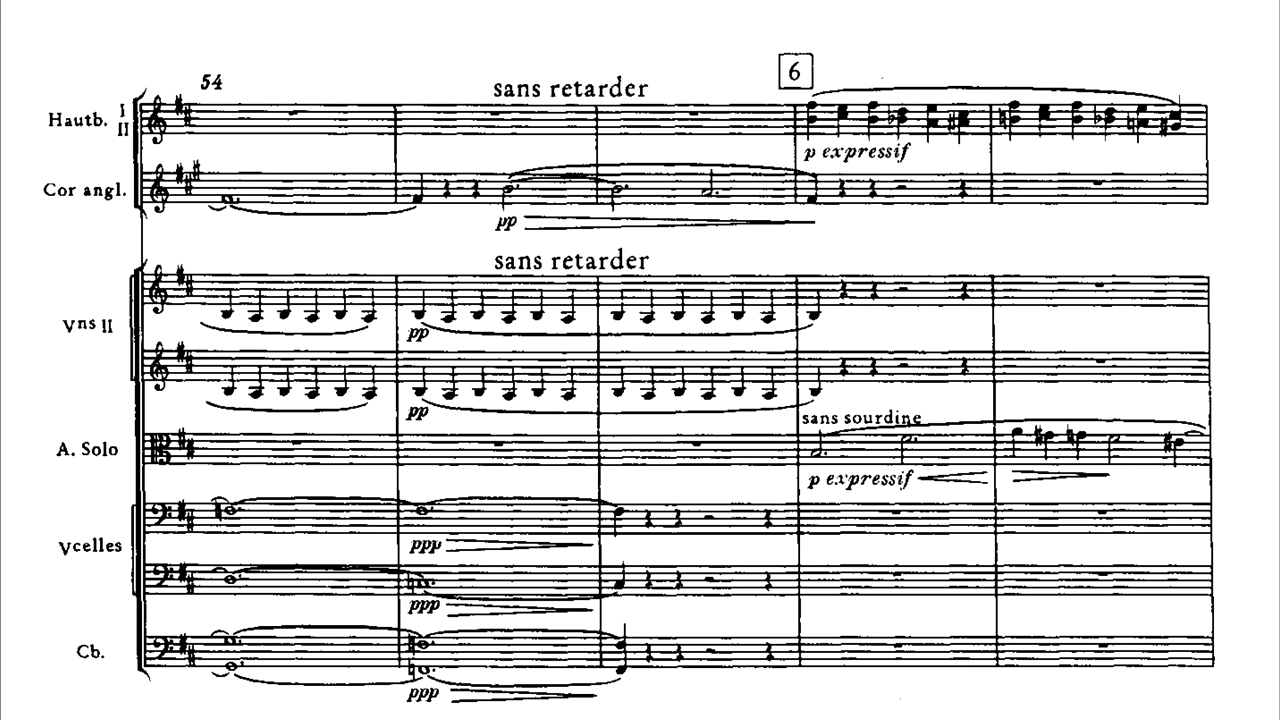 54
sans retarder
6
Hautb. I
II
p expressif
Cor angl.
pp
sans retarder
Vns II
pp
pp
sans sourdine
A. Solo
p expressif
Vcelles
ppp
ppp
Cb.
ppp